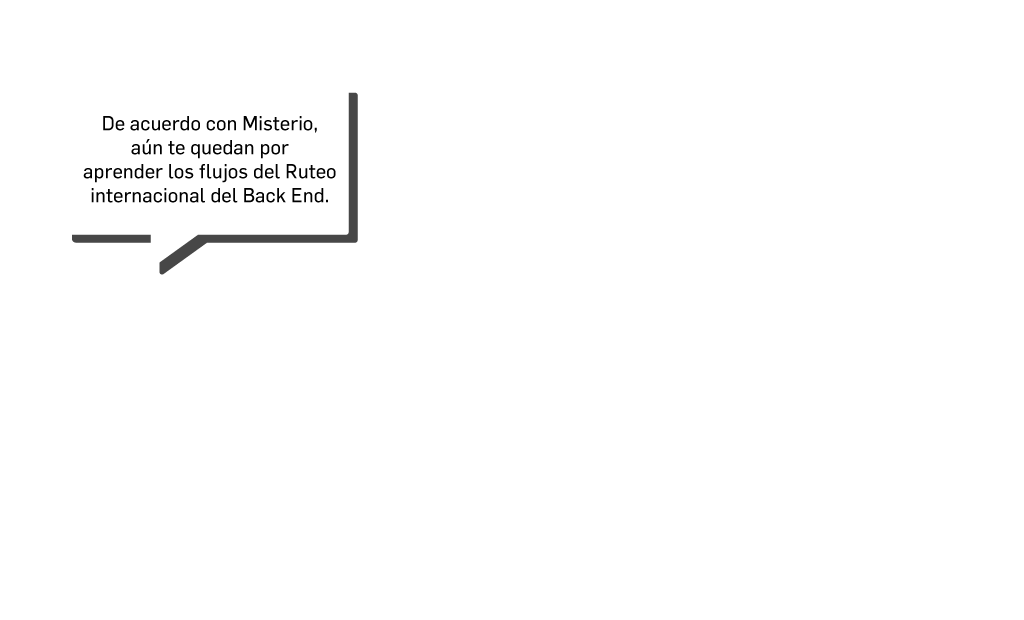 De acuerdo con Misterio,
aún te quedan por
aprender los flujos del Ruteo
internacional del Back End.